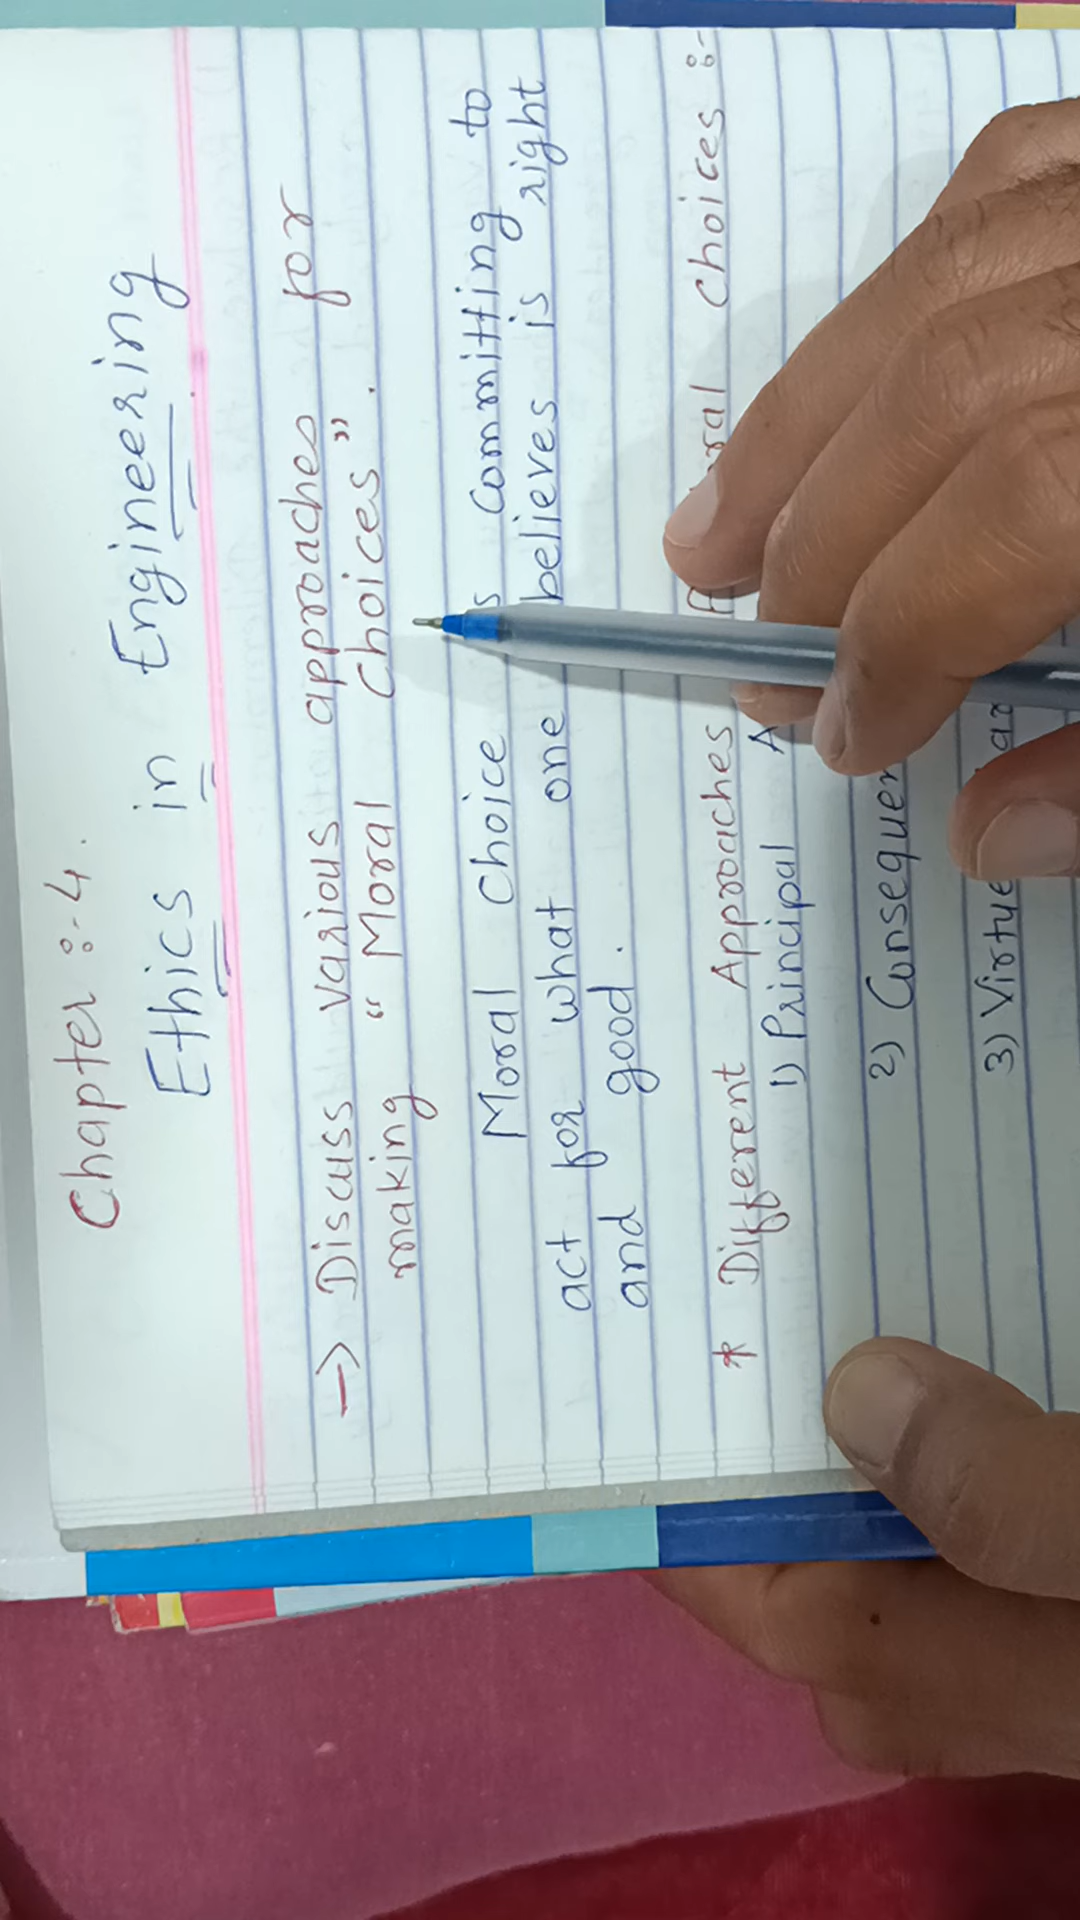 Chapter :- 4.
Ethics in Engineering
→ Discuss various approaches for
making "Moral Choices".
Moral Choice Committing to
act for what one believes is right
and good.
* Different Approaches Choices :-
1) Principal
2)
3) Virtue